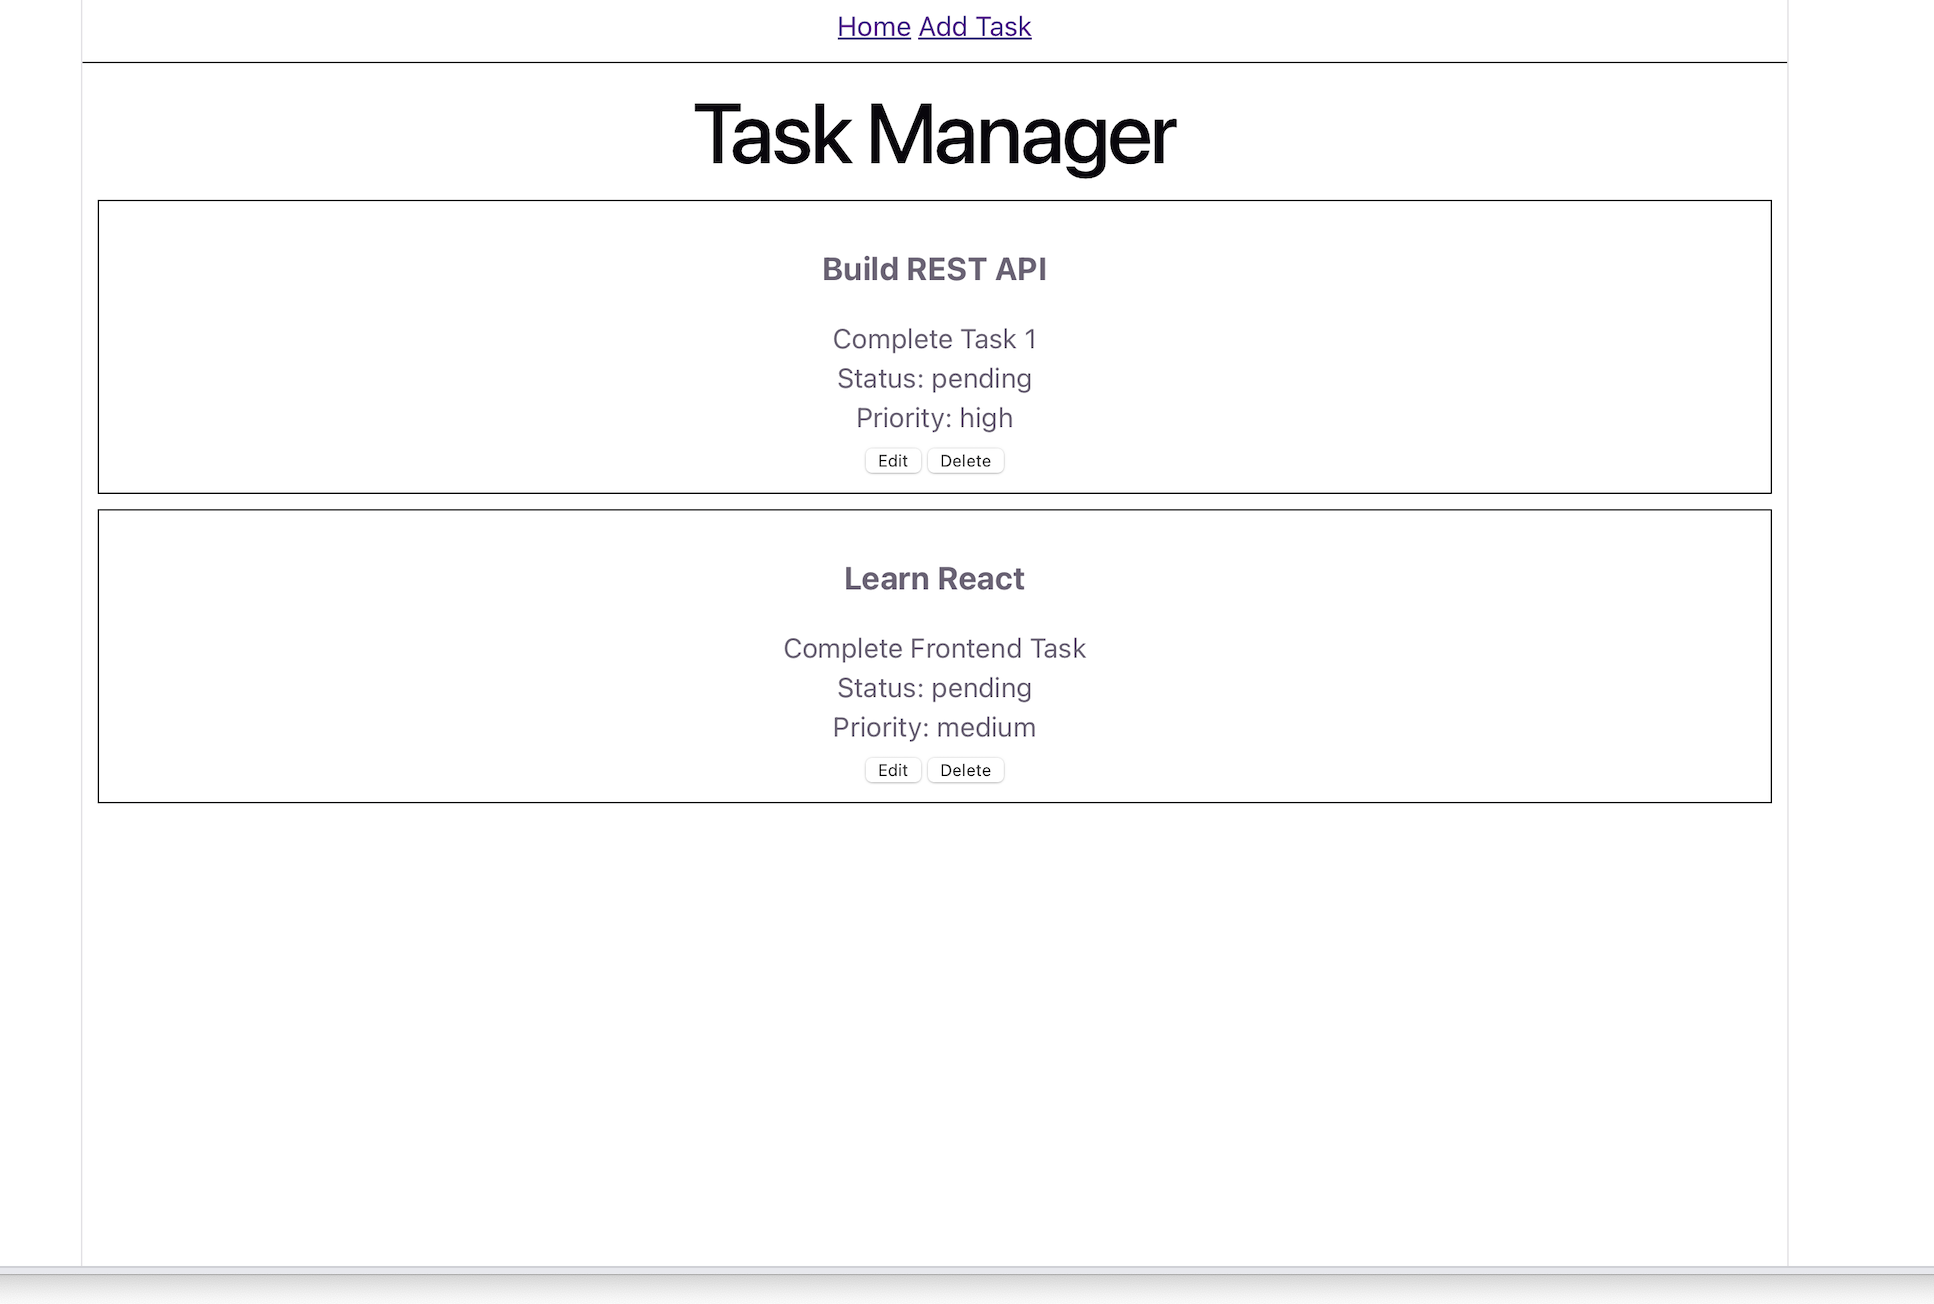 Home Add Task
Task Manager
Build REST API
Complete Task 1
Status: pending
Priority: high
Edit Delete
Learn React
Complete Frontend Task
Status: pending
Priority: medium
Edit Delete